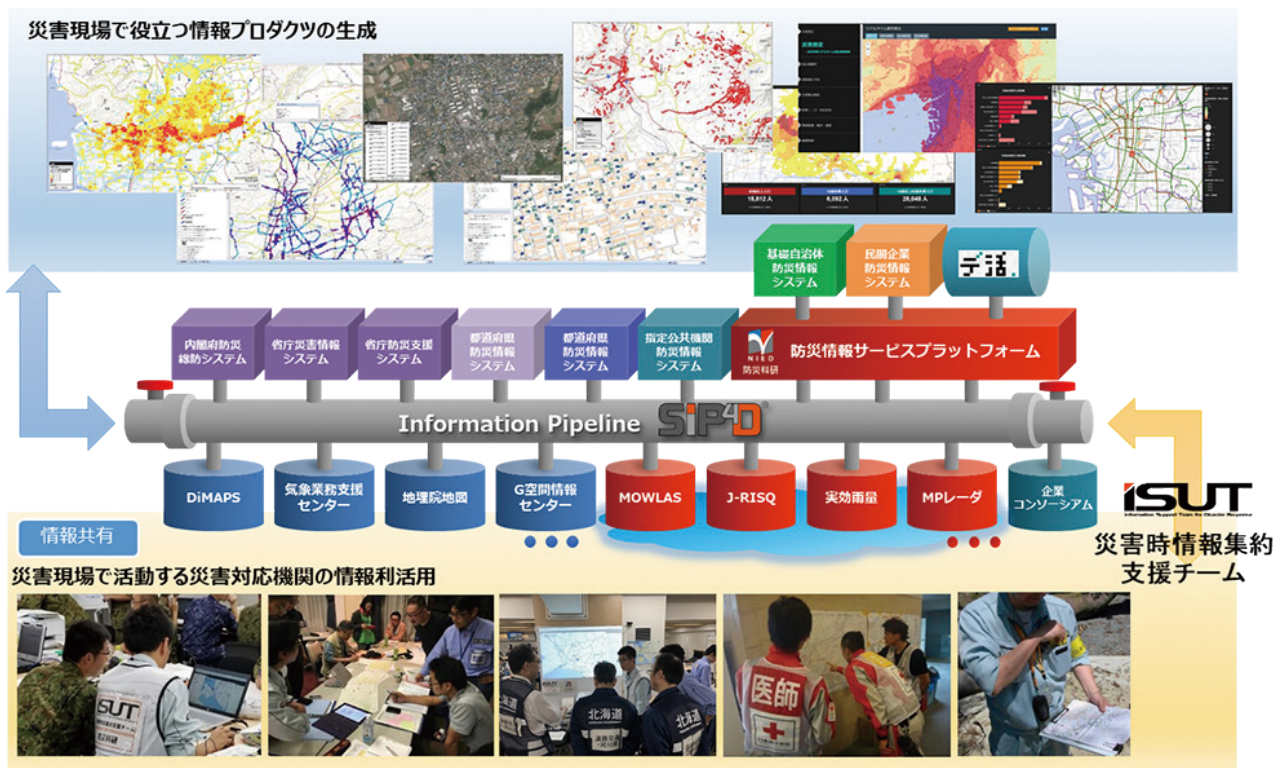 災害現場で役立つ情報プロダクツの生成
15,812 人
6,092 人
基礎自治体
防災情報
システム
民間企業
防災情報
システム
デ活
内閣府防災
総防システム
省庁災害情報
システム
省庁防災支援
システム
都道府県
防災情報
システム
都道府県
防災情報
システム
指定公共機関
防災情報
システム
NIED
防災科研
防災情報サービスプラットフォーム
Information Pipeline SiP4D
DiMAPS
気象業務支援
センター
地理院地図
G空間情報
センター
MOWLAS
J-RISQ
実効雨量
MPレーダ
企業
コンソーシアム
iSUT
Information Support Team for Disaster Response
災害時情報集約
支援チーム
情報共有
災害現場で活動する災害対応機関の情報利活用
iSUT
iSUT
北海道
北海道
医師